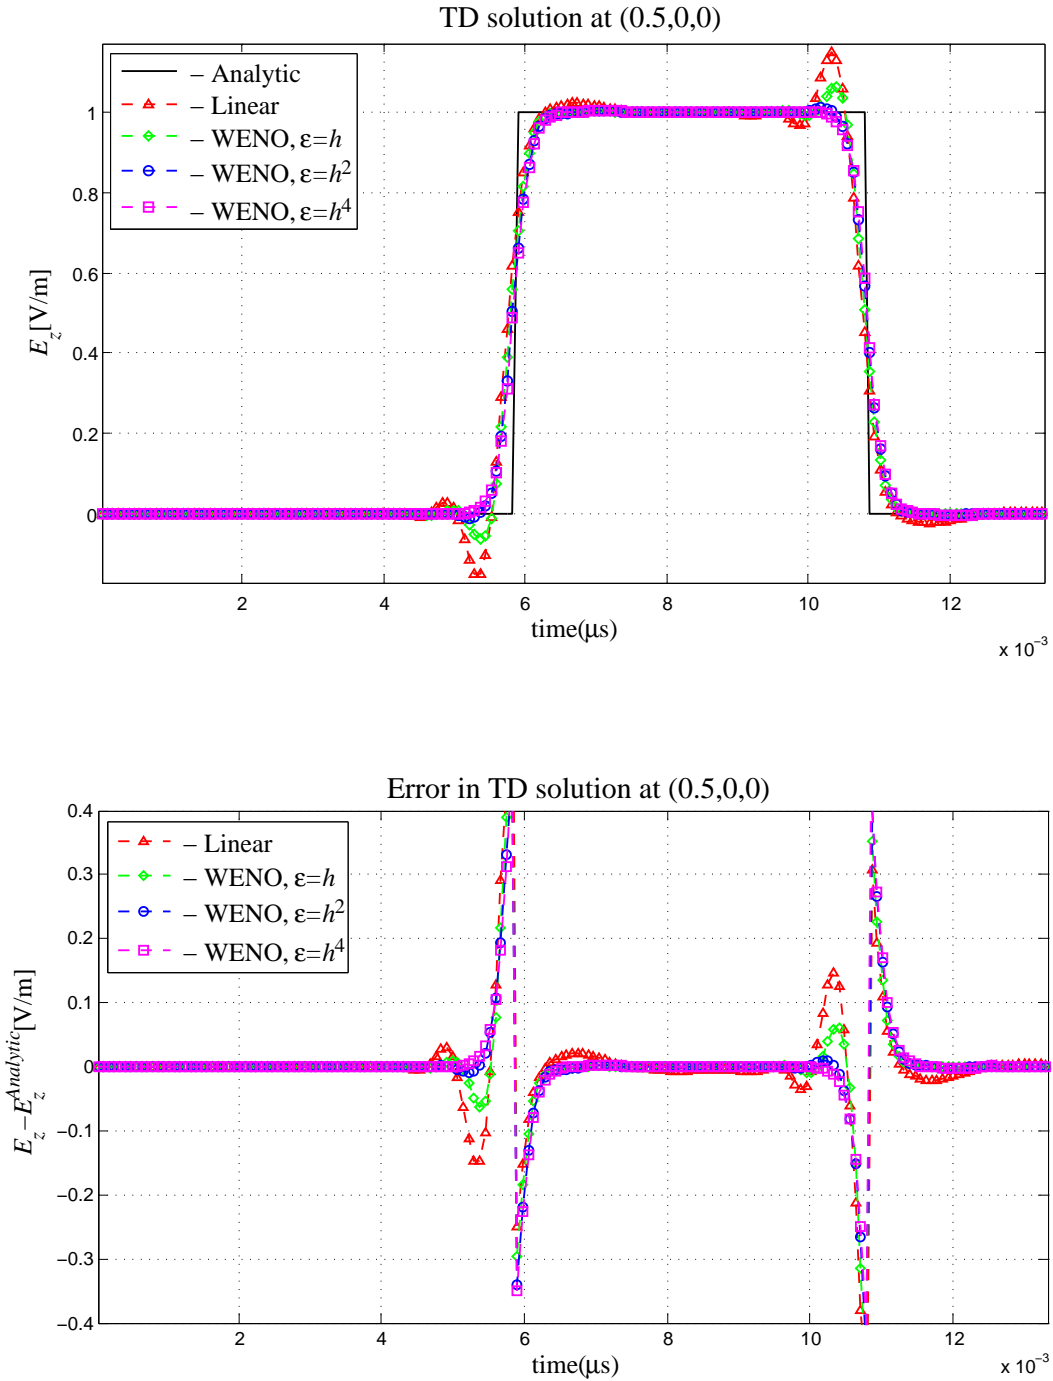 TD solution at (0.5,0,0)
– Analytic
– Linear
– WENO, ε=h
– WENO, ε=h²
– WENO, ε=h⁴
1
0.8
0.6
0.4
0.2
0
E_z[V/m]
2
4
6
8
10
12
time(μs)
x 10⁻³
Error in TD solution at (0.5,0,0)
– Linear
– WENO, ε=h
– WENO, ε=h²
– WENO, ε=h⁴
0.4
0.3
0.2
0.1
0
−0.1
−0.2
−0.3
−0.4
E_z−E_z^Analytic[V/m]
2
4
6
8
10
12
time(μs)
x 10⁻³